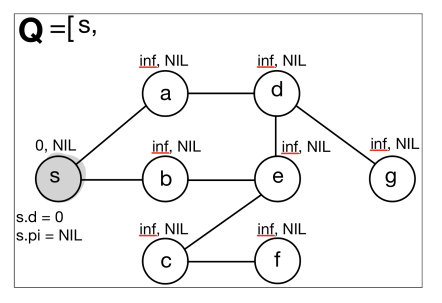 Q =[ s,
inf, NIL inf, NIL
a d
0, NIL inf, NIL inf, NIL inf, NIL
s b e g
s.d = 0
s.pi = NIL
inf, NIL inf, NIL
c f